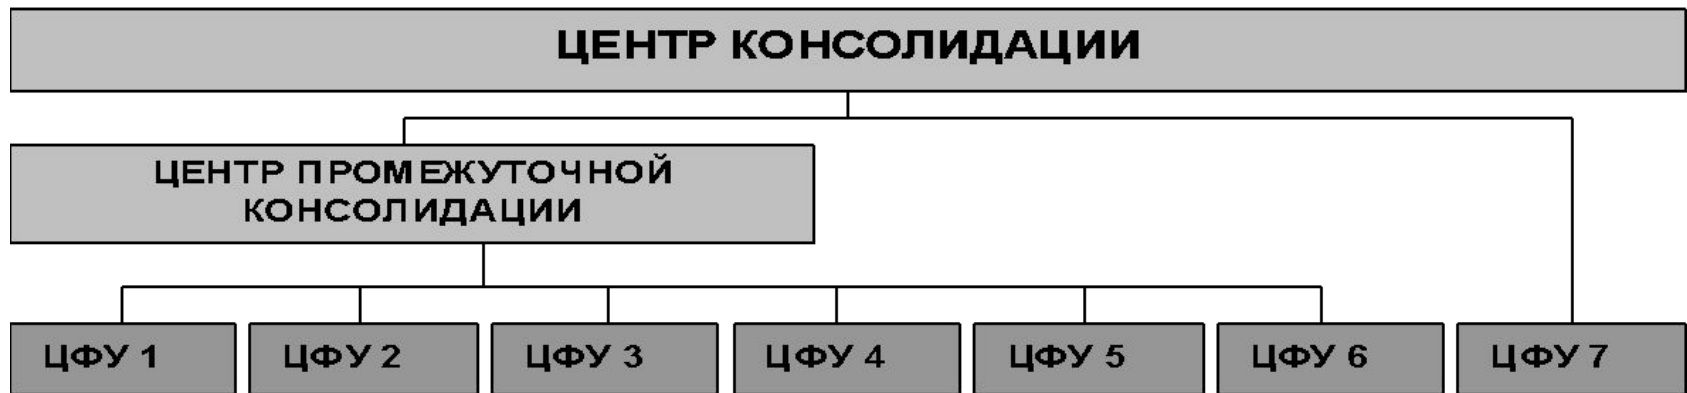 ЦЕНТР КОНСОЛИДАЦИИ
ЦЕНТР ПРОМЕЖУТОЧНОЙ
КОНСОЛИДАЦИИ
ЦФУ 1
ЦФУ 2
ЦФУ 3
ЦФУ 4
ЦФУ 5
ЦФУ 6
ЦФУ 7